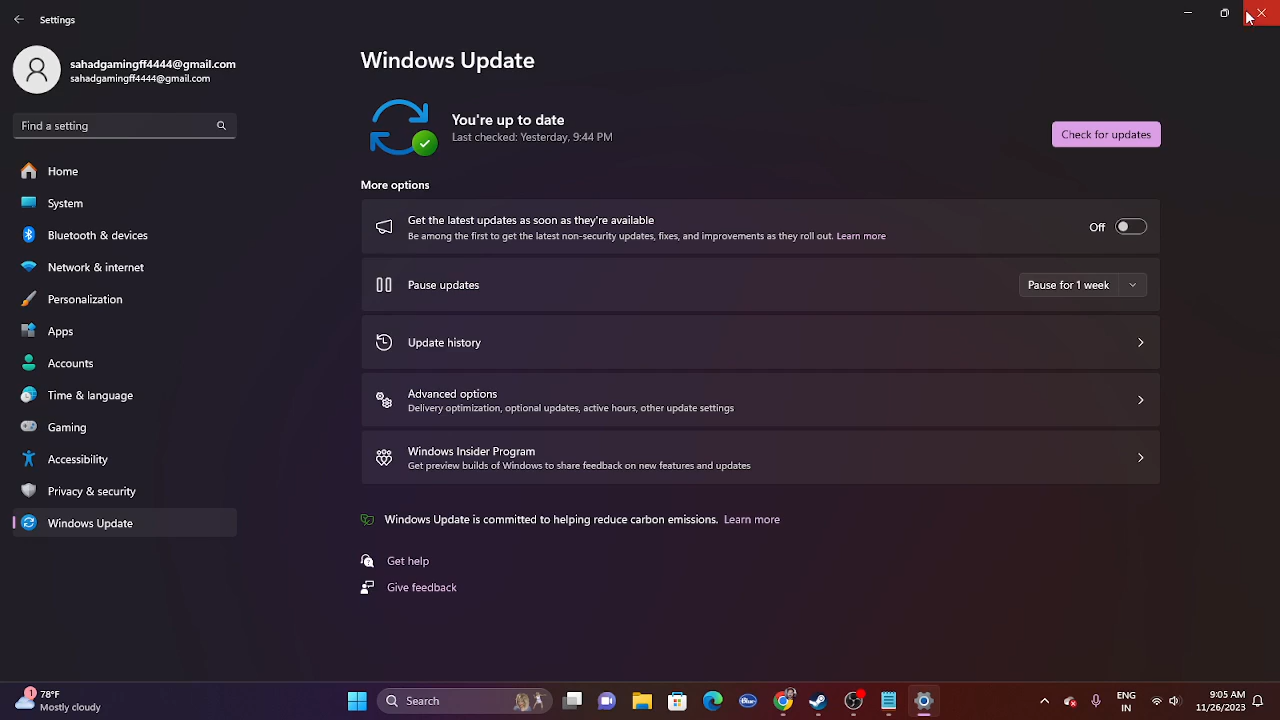 Settings
sahadgamingff4444@gmail.com
sahadgamingff4444@gmail.com
Find a setting
Home
System
Bluetooth & devices
Network & internet
Personalization
Apps
Accounts
Time & language
Gaming
Accessibility
Privacy & security
Windows Update
Windows Update
You're up to date
Last checked: Yesterday, 9:44 PM
Check for updates
More options
Get the latest updates as soon as they're available
Be among the first to get the latest non-security updates, fixes, and improvements as they roll out. Learn more
Off
Pause updates
Pause for 1 week
Update history
Advanced options
Delivery optimization, optional updates, active hours, other update settings
Windows Insider Program
Get preview builds of Windows to share feedback on new features and updates
Windows Update is committed to helping reduce carbon emissions. Learn more
Get help
Give feedback
1
78°F
Mostly cloudy
Search
Blue
ENG
IN
9:05 AM
11/26/2023